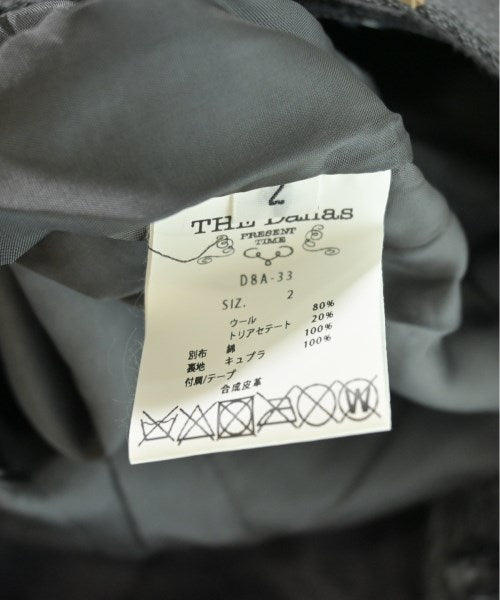 2
THE Dallas
PRESENT
TIME
D8A-33
SIZ. 2
ウール 80%
トリアセテート 20%
別布 綿 100%
裏地 キュプラ 100%
付属/テープ
合成皮革
W